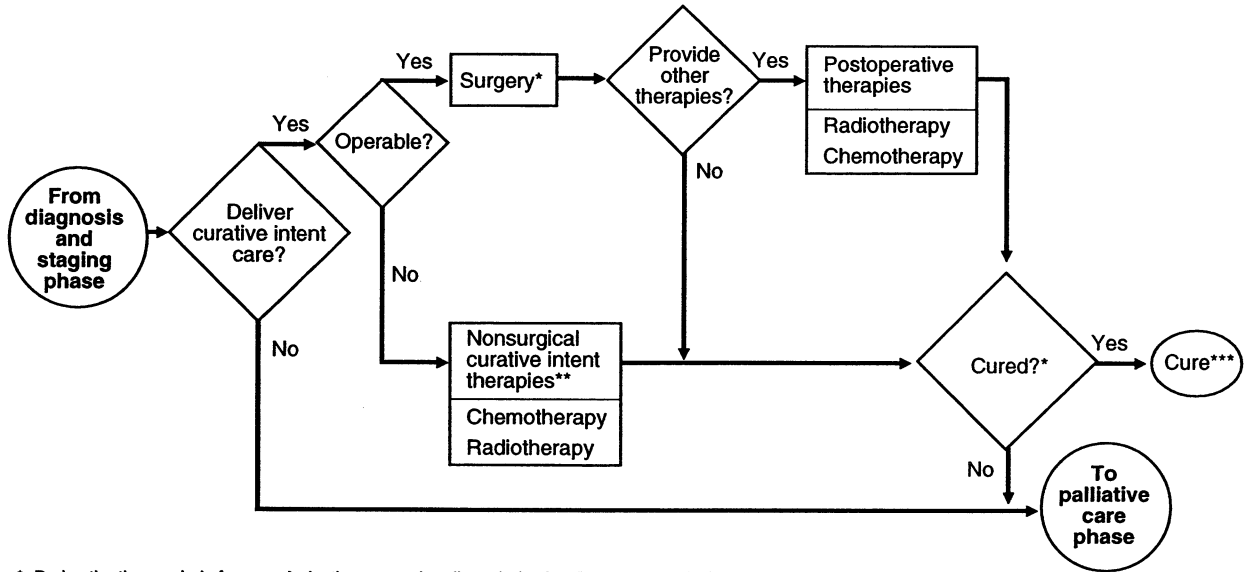 From
diagnosis
and
staging
phase
Deliver
curative intent
care?
Yes
No
Operable?
Yes
No
Surgery*
Provide
other
therapies?
Yes
No
Postoperative
therapies
Radiotherapy
Chemotherapy
Nonsurgical
curative intent
therapies**
Chemotherapy
Radiotherapy
Cured?*
Yes
No
Cure***
To
palliative
care
phase